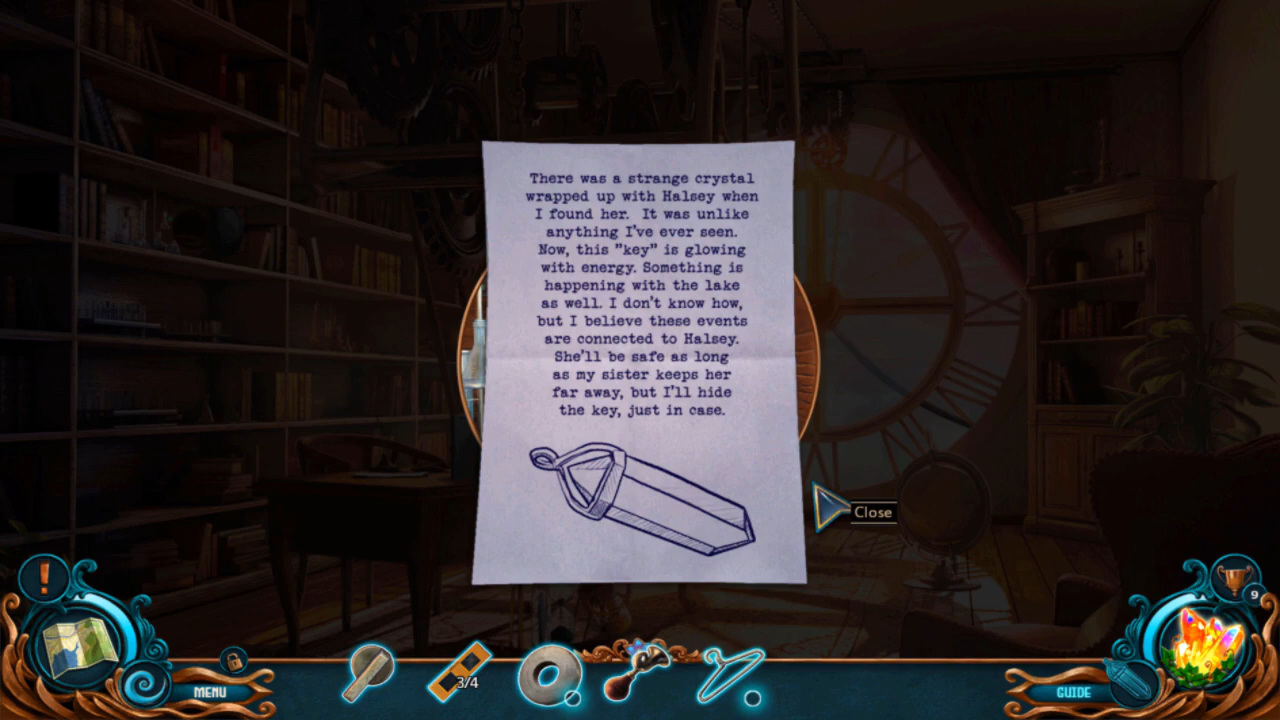 There was a strange crystal
wrapped up with Halsey when
I found her. It was unlike
anything I've ever seen.
Now, this "key" is glowing
with energy. Something is
happening with the lake
as well. I don't know how,
but I believe these events
are connected to Halsey.
She'll be safe as long
as my sister keeps her
far away, but I'll hide
the key, just in case.
Close
9
3/4
MENU
GUIDE